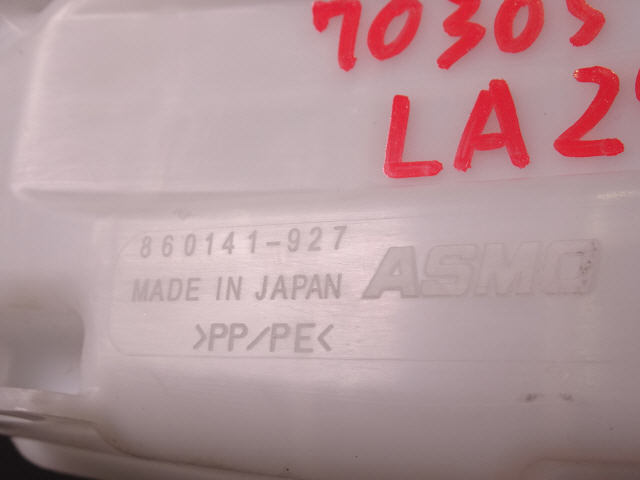 70305
LA2
860141-927
MADE IN JAPAN
ASMO
>PP/PE<